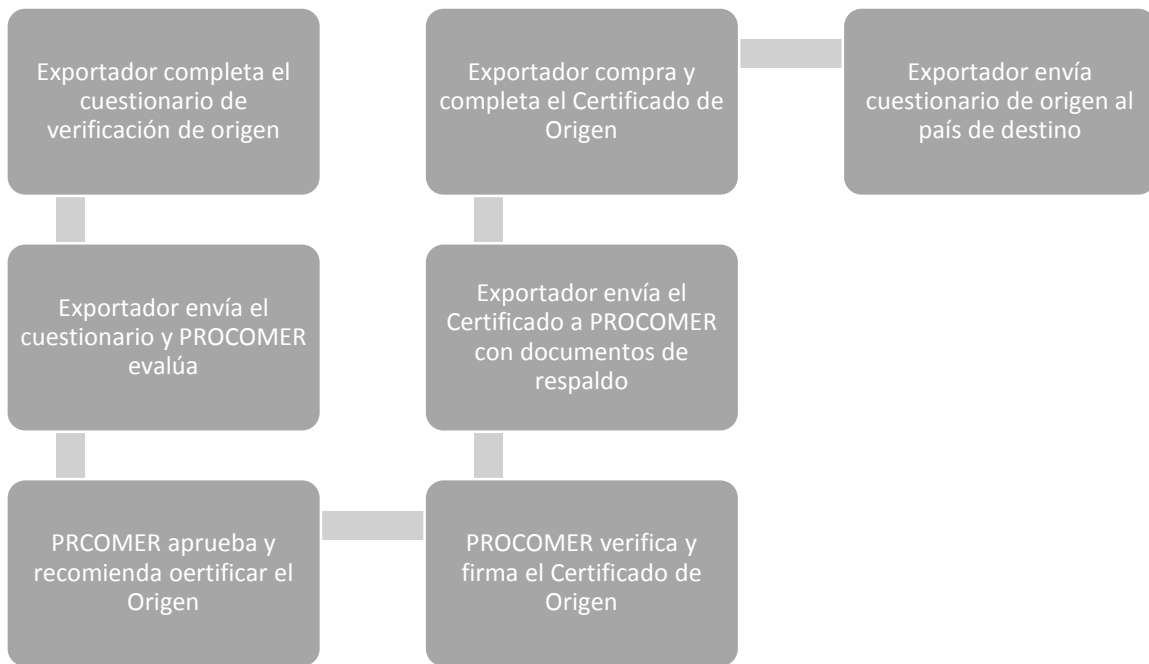 Exportador completa el
cuestionario de
verificación de origen
Exportador envía el
cuestionario y PROCOMER
evalúa
PRCOMER aprueba y
recomienda oertificar el
Origen
PROCOMER verifica y
firma el Certificado de
Origen
Exportador envía el
Certificado a PROCOMER
con documentos de
respaldo
Exportador compra y
completa el Certificado de
Origen
Exportador envía
cuestionario de origen al
país de destino